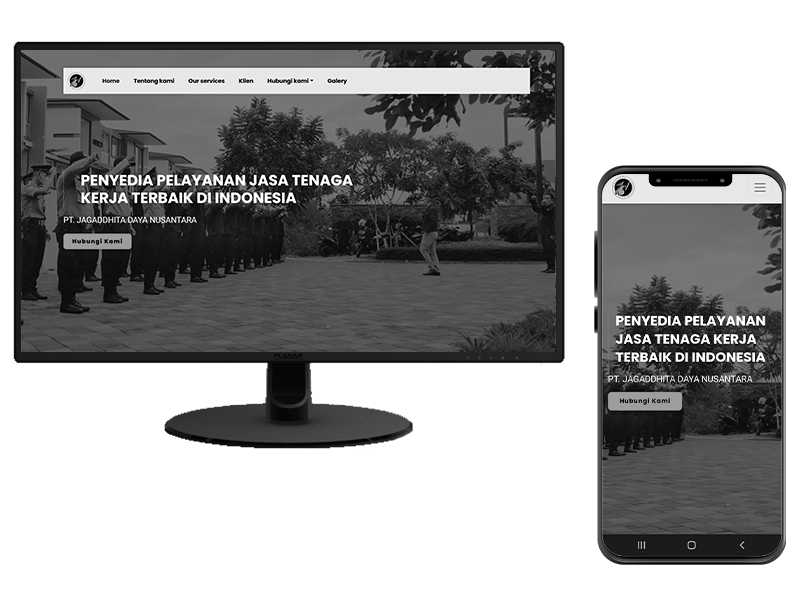 Home Tentang kami Our services Klien Hubungi kami Galery
PENYEDIA PELAYANAN JASA TENAGA
KERJA TERBAIK DI INDONESIA
PT. JAGADDHITA DAYA NUSANTARA
Hubungi Kami
PLANAR
PENYEDIA PELAYANAN
JASA TENAGA KERJA
TERBAIK DI INDONESIA
PT. JAGADDHITA DAYA NUSANTARA
Hubungi Kami